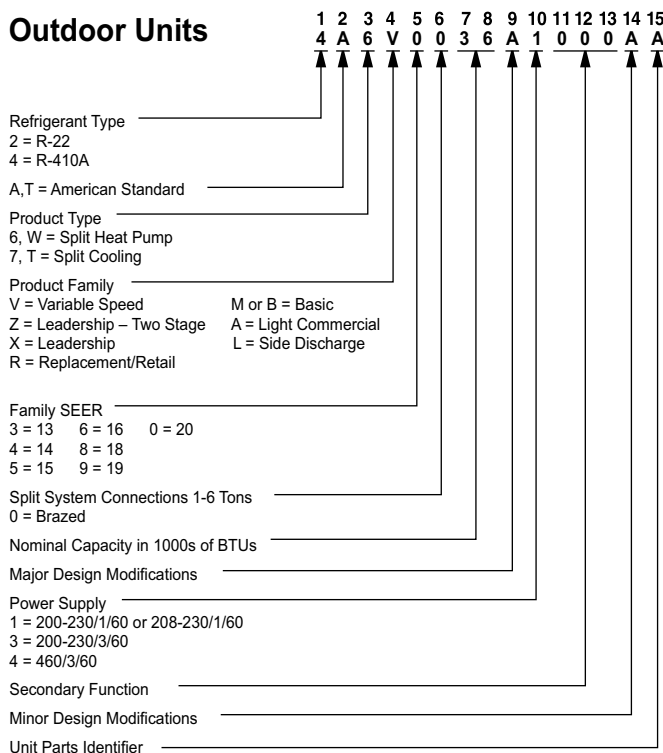 Outdoor Units
1 2 3 4 5 6 7 8 9 10 11 12 13 14 15
4 A 6 V 0 0 3 6 A 1 0 0 0 A A
Refrigerant Type
2 = R-22
4 = R-410A
A,T = American Standard
Product Type
6, W = Split Heat Pump
7, T = Split Cooling
Product Family
V = Variable Speed M or B = Basic
Z = Leadership – Two Stage A = Light Commercial
X = Leadership L = Side Discharge
R = Replacement/Retail
Family SEER
3 = 13 6 = 16 0 = 20
4 = 14 8 = 18
5 = 15 9 = 19
Split System Connections 1-6 Tons
0 = Brazed
Nominal Capacity in 1000s of BTUs
Major Design Modifications
Power Supply
1 = 200-230/1/60 or 208-230/1/60
3 = 200-230/3/60
4 = 460/3/60
Secondary Function
Minor Design Modifications
Unit Parts Identifier